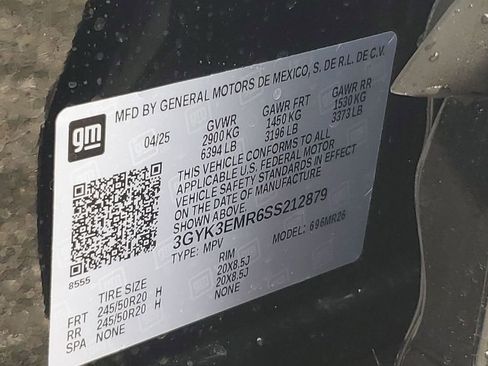 gm
MFD BY GENERAL MOTORS DE MEXICO, S. DE R.L. DE C.V.
04/25 GVWR GAWR FRT GAWR RR
2900 KG 1450 KG 1530 KG
6394 LB 3196 LB 3373 LB
THIS VEHICLE CONFORMS TO ALL
APPLICABLE U.S. FEDERAL MOTOR
VEHICLE SAFETY STANDARDS IN EFFECT
ON THE DATE OF MANUFACTURE
SHOWN ABOVE.
3GYK3EMR6SS212879
TYPE: MPV MODEL: 696MR26
8555
TIRE SIZE RIM
FRT 245/50R20 H 20X8.5J
RR 245/50R20 H 20X8.5J
SPA NONE NONE